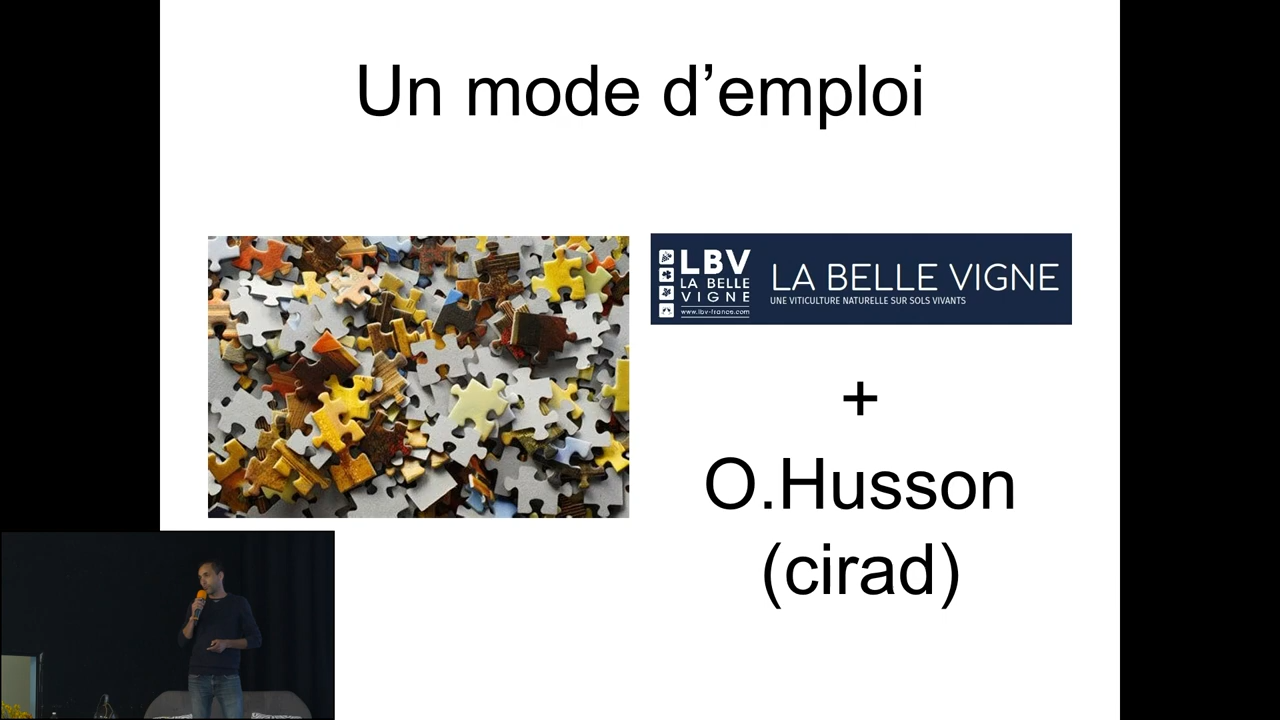 Un mode d’emploi
LBV
LA BELLE
VIGNE
www.lbv-france.com
LA BELLE VIGNE
UNE VITICULTURE NATURELLE SUR SOLS VIVANTS
+
O.Husson
(cirad)